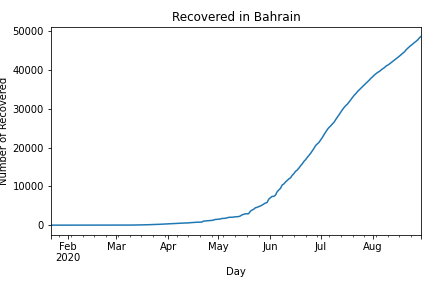 Recovered in Bahrain
Number of Recovered
50000
40000
30000
20000
10000
0
Feb Mar Apr May Jun Jul Aug
2020
Day